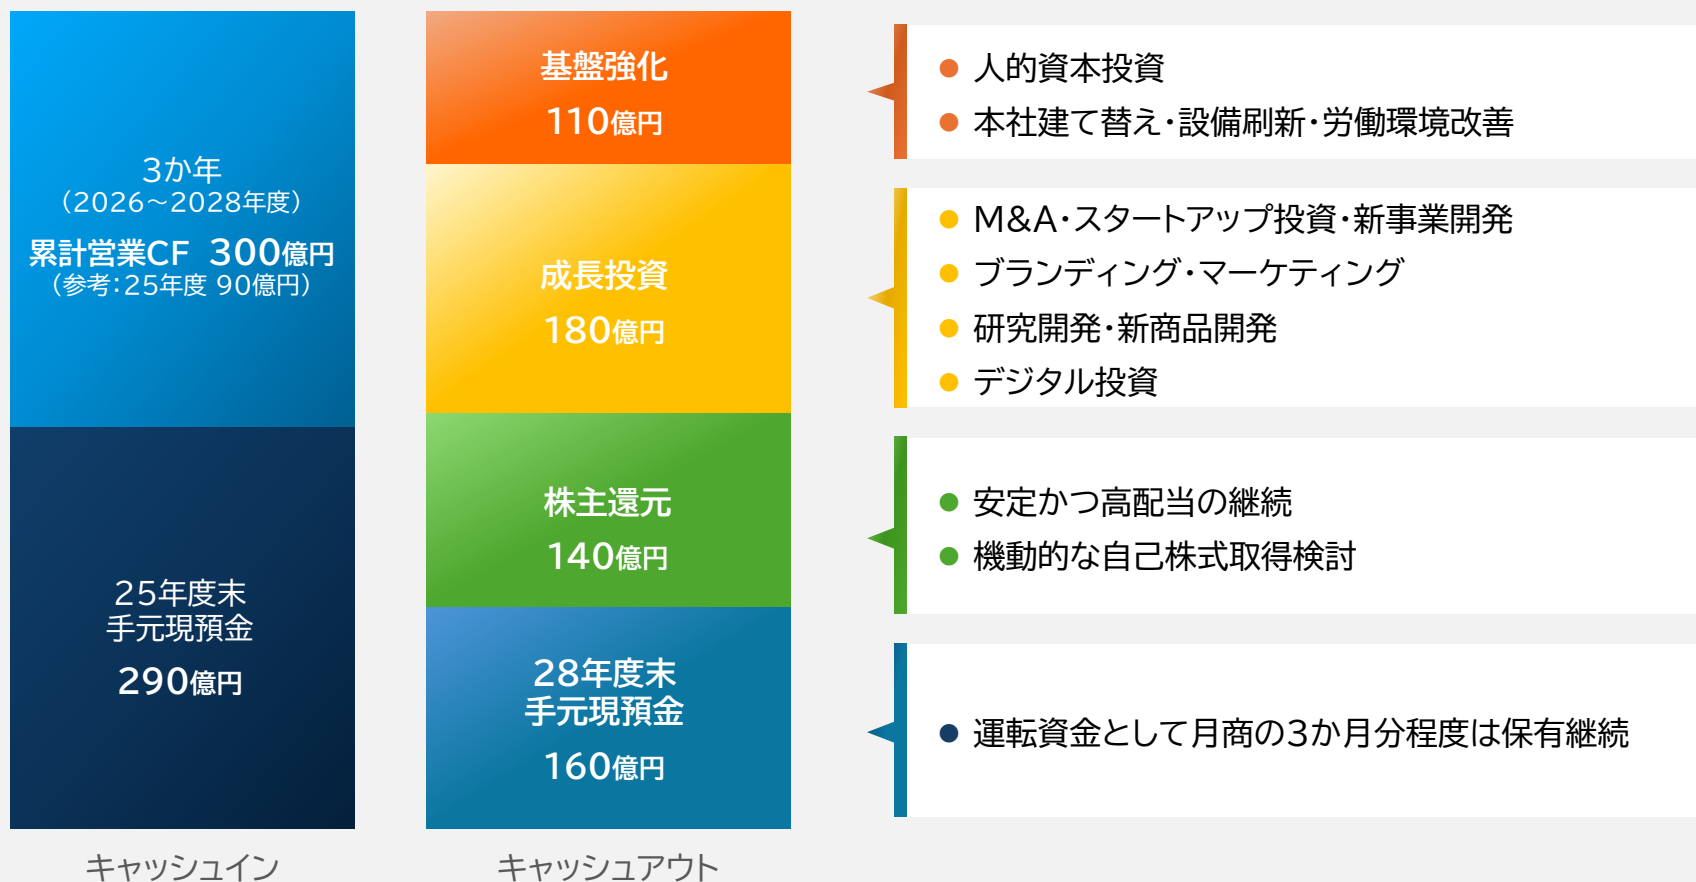 3か年
（2026～2028年度）
累計営業CF 300億円
（参考：25年度 90億円）
25年度末
手元現預金
290億円
キャッシュイン
基盤強化
110億円
成長投資
180億円
株主還元
140億円
28年度末
手元現預金
160億円
キャッシュアウト
● 人的資本投資
● 本社建て替え・設備刷新・労働環境改善
● M&A・スタートアップ投資・新事業開発
● ブランディング・マーケティング
● 研究開発・新商品開発
● デジタル投資
● 安定かつ高配当の継続
● 機動的な自己株式取得検討
● 運転資金として月商の3か月分程度は保有継続